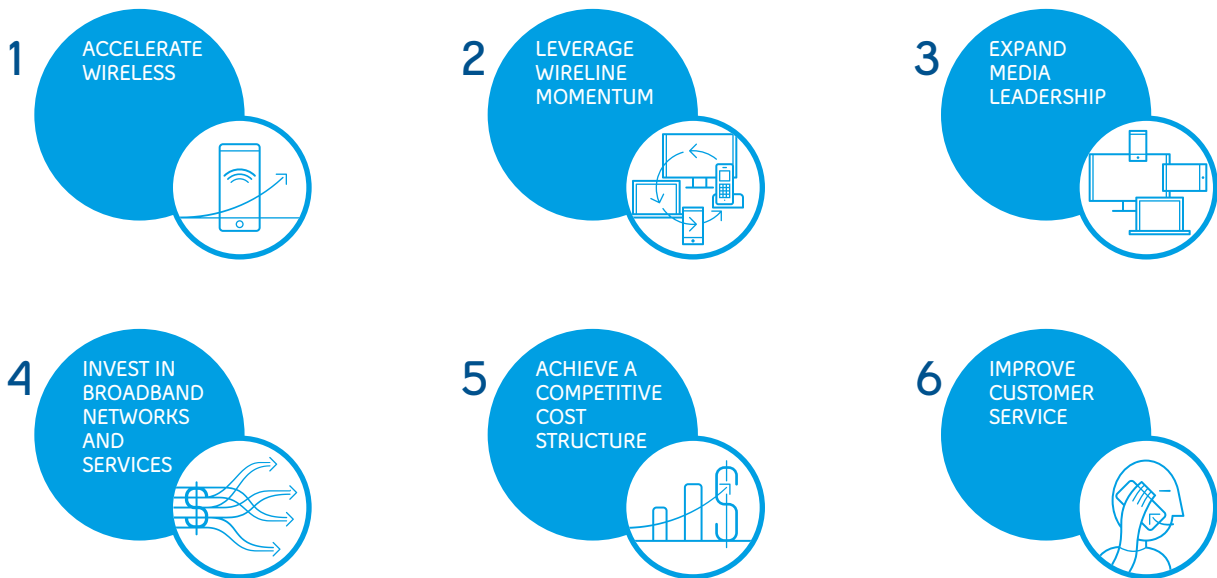 1
ACCELERATE
WIRELESS
2
LEVERAGE
WIRELINE
MOMENTUM
3
EXPAND
MEDIA
LEADERSHIP
4
INVEST IN
BROADBAND
NETWORKS
AND
SERVICES
$
5
ACHIEVE A
COMPETITIVE
COST
STRUCTURE
$
6
IMPROVE
CUSTOMER
SERVICE